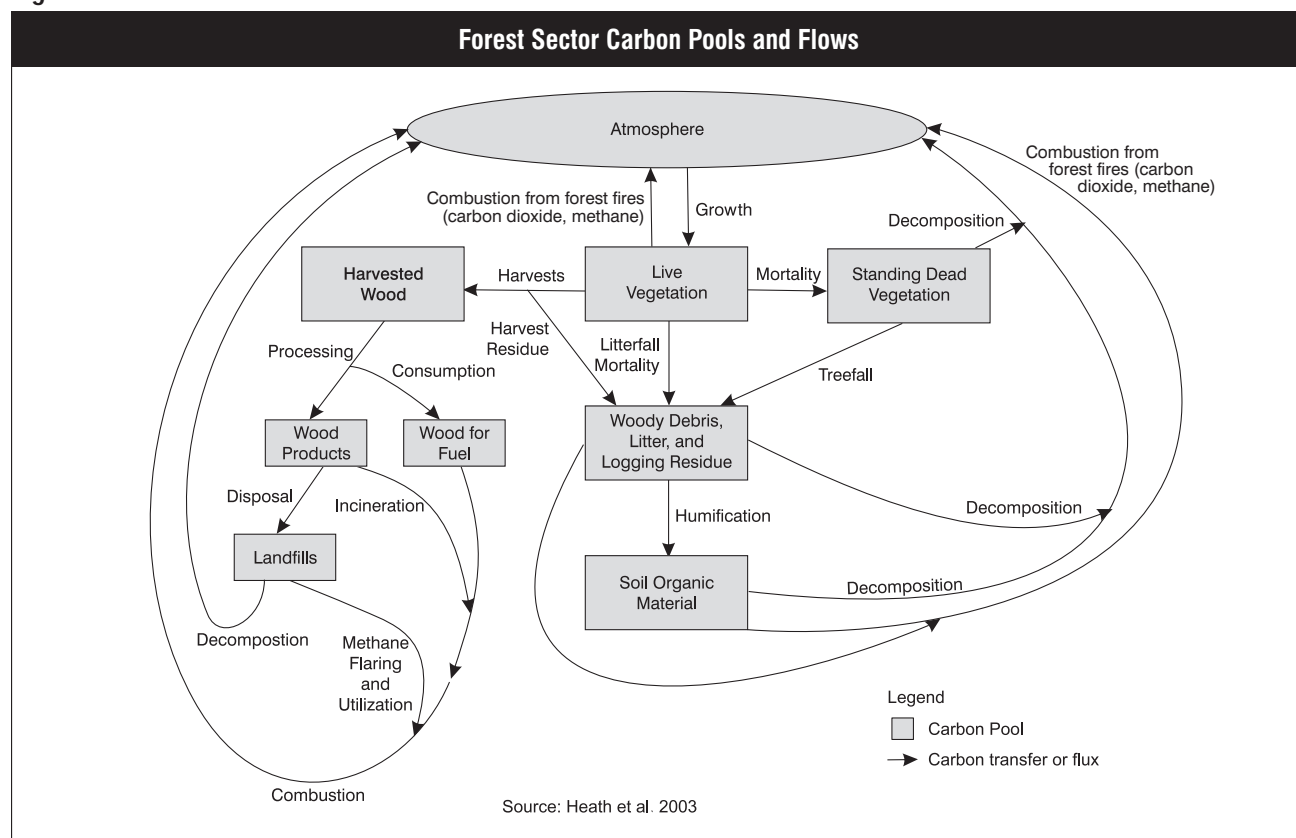 Forest Sector Carbon Pools and Flows
Atmosphere
Combustion from
forest fires (carbon
dioxide, methane)
Combustion from forest fires
(carbon dioxide, methane)
Growth
Decomposition
Harvested
Wood
Harvests
Live
Vegetation
Mortality
Standing Dead
Vegetation
Harvest
Residue
Litterfall
Mortality
Treefall
Processing
Consumption
Wood
Products
Wood for
Fuel
Woody Debris,
Litter, and
Logging Residue
Disposal
Incineration
Humification
Decomposition
Landfills
Soil Organic
Material
Decomposition
Decompostion
Methane
Flaring
and
Utilization
Legend
Carbon Pool
Carbon transfer or flux
Combustion
Source: Heath et al. 2003